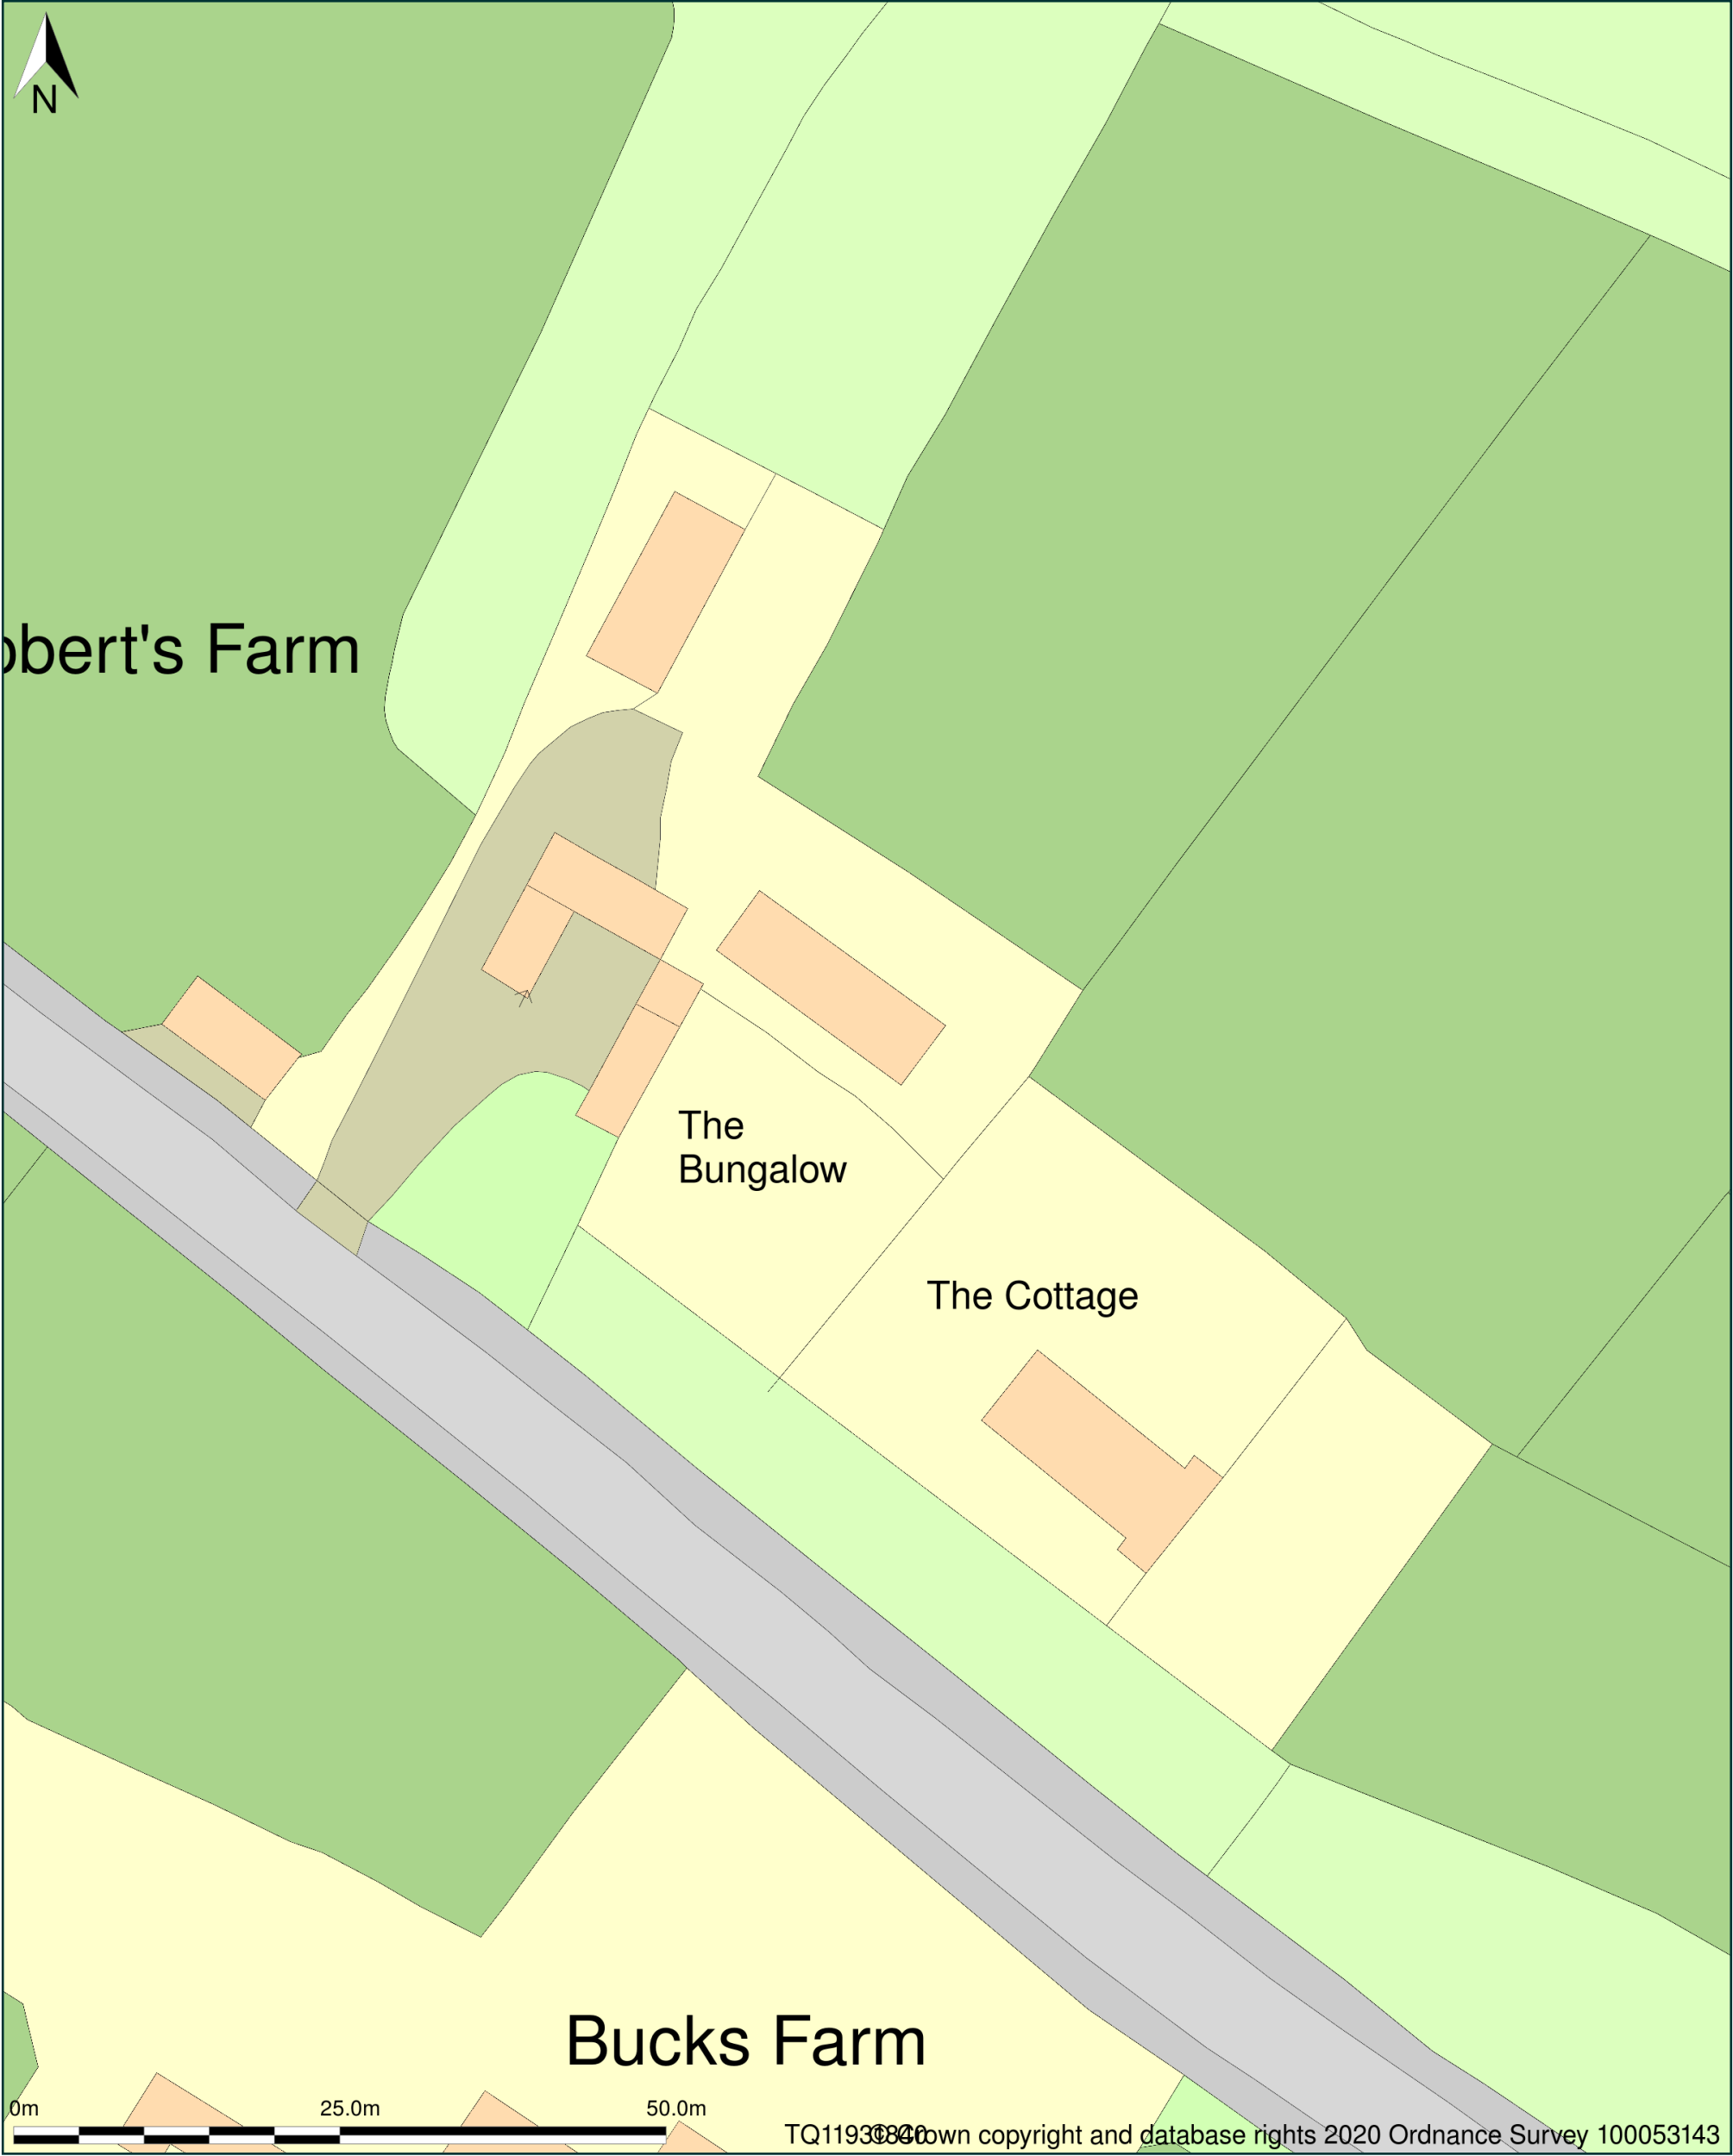 N
obert's Farm
The
Bungalow
The Cottage
Bucks Farm
0m 25.0m 50.0m
© Crown copyright and database rights 2020 Ordnance Survey 100053143